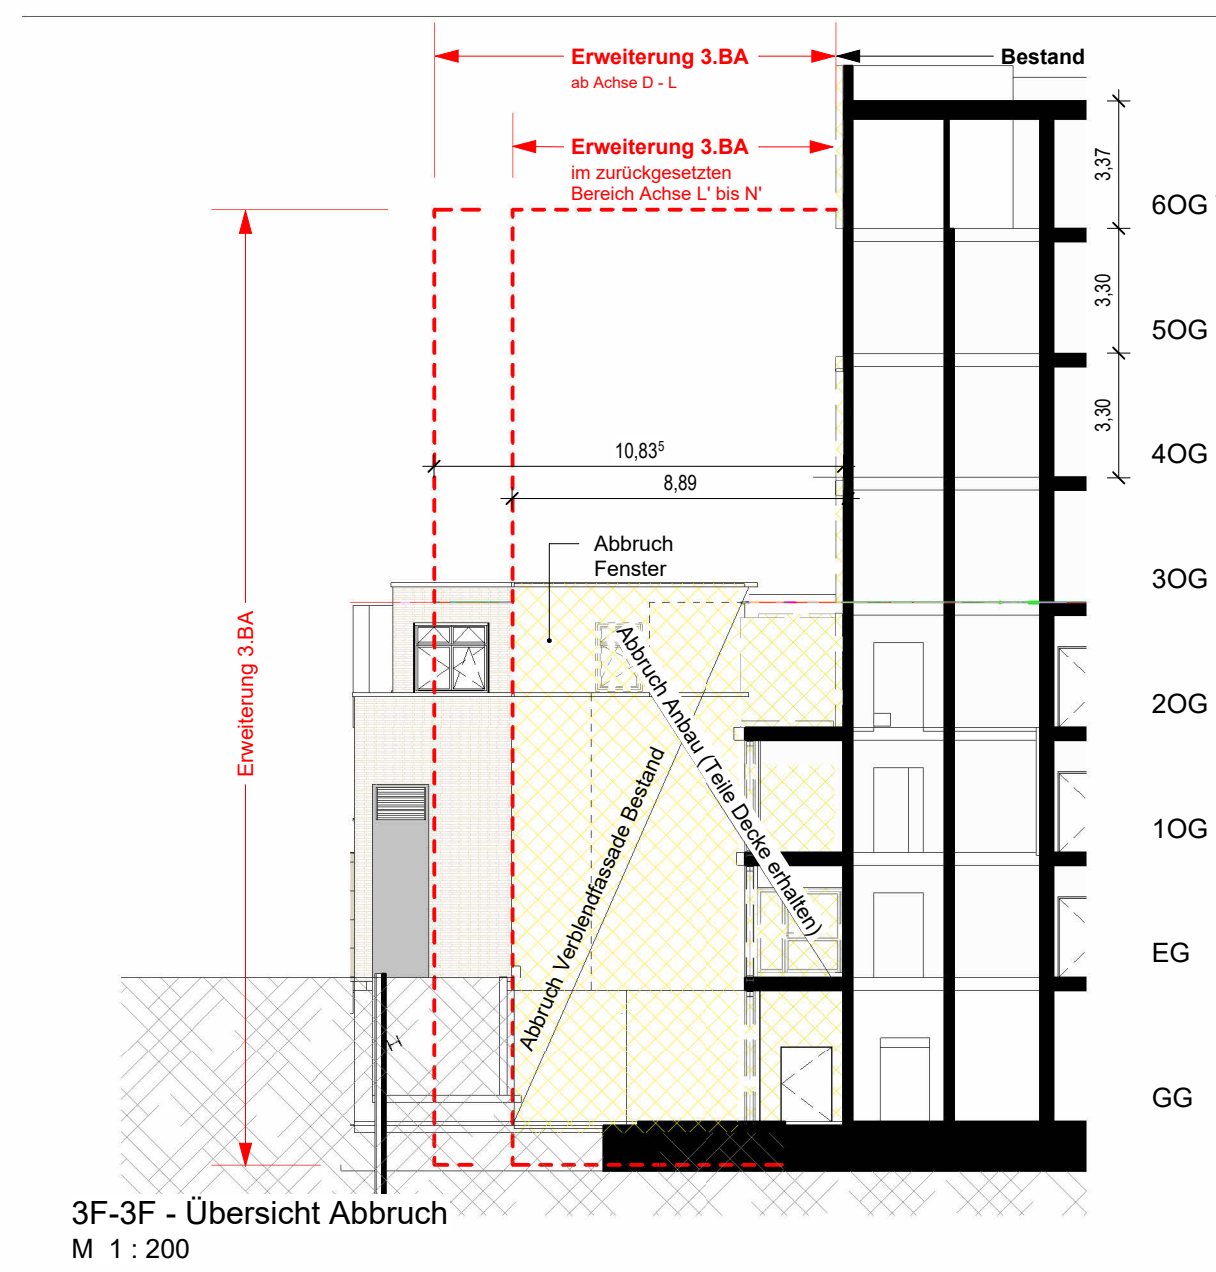 Erweiterung 3.BA
ab Achse D - L
Bestand
Erweiterung 3.BA
im zurückgesetzten
Bereich Achse L' bis N'
3,37
6OG
3,30
5OG
3,30
4OG
10,83⁵
8,89
Abbruch
Fenster
3OG
Erweiterung 3.BA
Abbruch Anbau (Teile Decke erhalten)
Abbruch Verblendfassade Bestand
2OG
1OG
EG
GG
3F-3F - Übersicht Abbruch
M 1 : 200